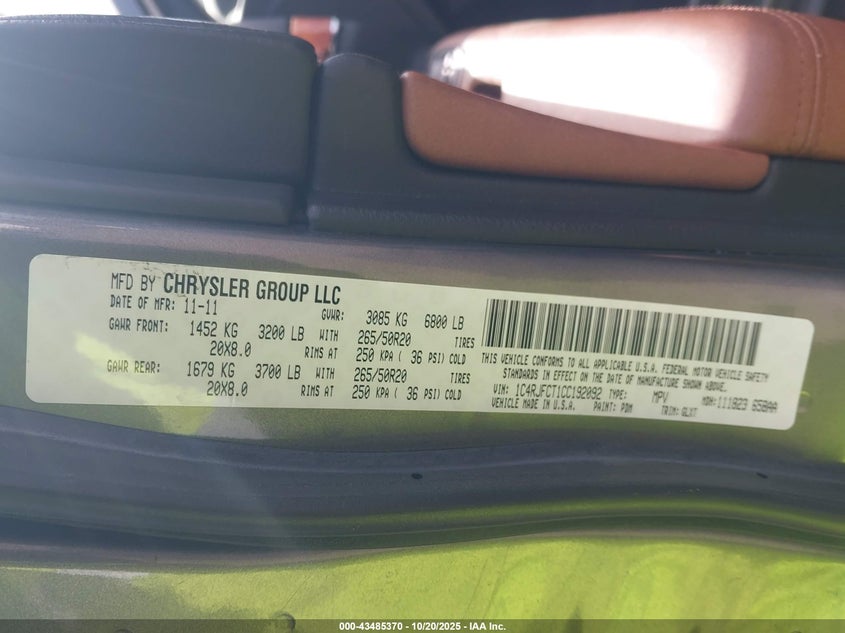 MFD BY CHRYSLER GROUP LLC
DATE OF MFR: 11-11 GVWR: 3085 KG 6800 LB
GAWR FRONT: 1452 KG 3200 LB WITH 265/50R20 TIRES
20X8.0 RIMS AT 250 KPA ( 36 PSI) COLD
GAWR REAR: 1679 KG 3700 LB WITH 265/50R20 TIRES
20X8.0 RIMS AT 250 KPA ( 36 PSI) COLD
THIS VEHICLE CONFORMS TO ALL APPLICABLE U.S.A. FEDERAL MOTOR VEHICLE SAFETY
STANDARDS IN EFFECT ON THE DATE OF MANUFACTURE SHOWN ABOVE.
VIN: 1C4RJFCT1CC192092 TYPE: MPV MDH: 111823 658AA
VEHICLE MADE IN U.S.A. PAINT: PDM TRIM: GLXT
000-43485370 - 10/20/2025 - IAA Inc.